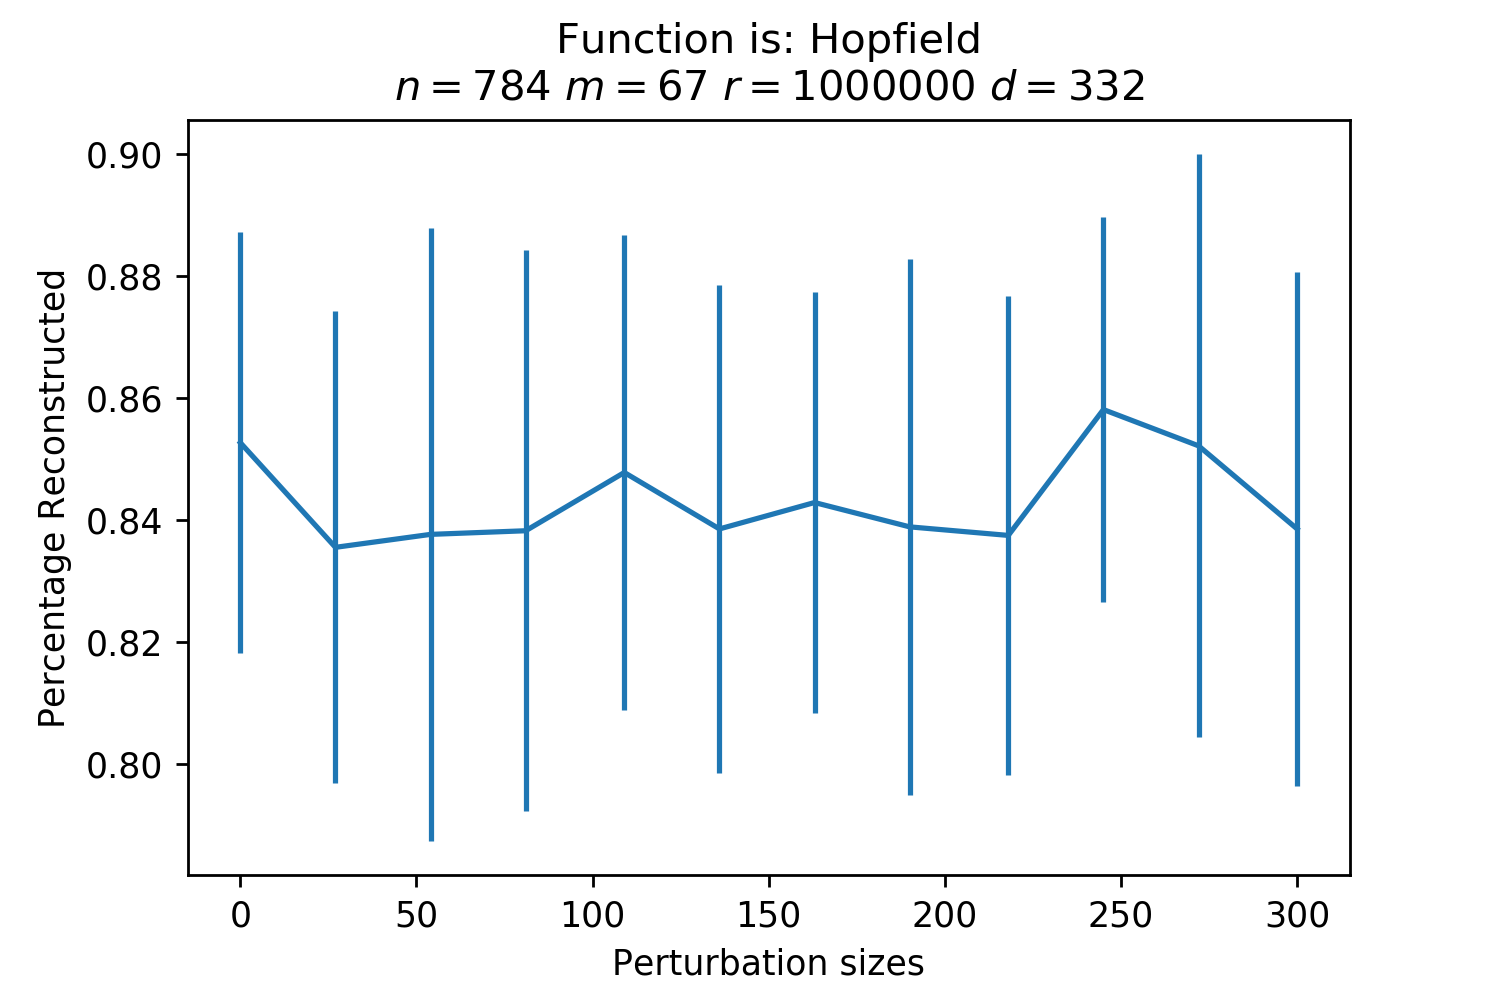 Function is: Hopfield
n = 784 m = 67 r = 1000000 d = 332
Percentage Reconstructed
0.90
0.88
0.86
0.84
0.82
0.80
0 50 100 150 200 250 300
Perturbation sizes